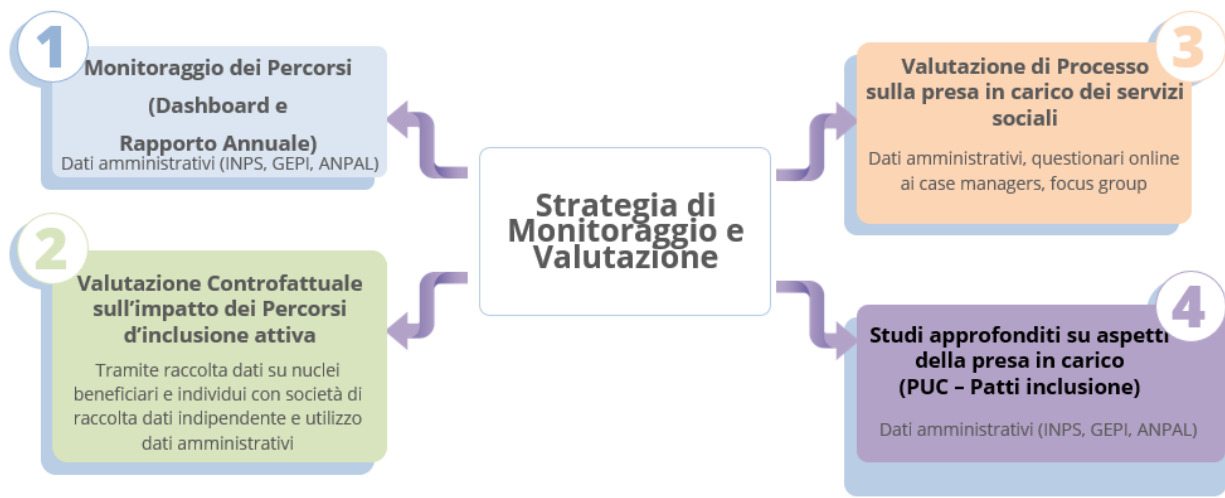 1
Monitoraggio dei Percorsi
(Dashboard e
Rapporto Annuale)
Dati amministrativi (INPS, GEPI, ANPAL)
2
Valutazione Controfattuale
sull'impatto dei Percorsi
d'inclusione attiva
Tramite raccolta dati su nuclei
beneficiari e individui con società di
raccolta dati indipendente e utilizzo
dati amministrativi
Strategia di
Monitoraggio e
Valutazione
3
Valutazione di Processo
sulla presa in carico dei servizi
sociali
Dati amministrativi, questionari online
ai case managers, focus group
4
Studi approfonditi su aspetti
della presa in carico
(PUC – Patti inclusione)
Dati amministrativi (INPS, GEPI, ANPAL)